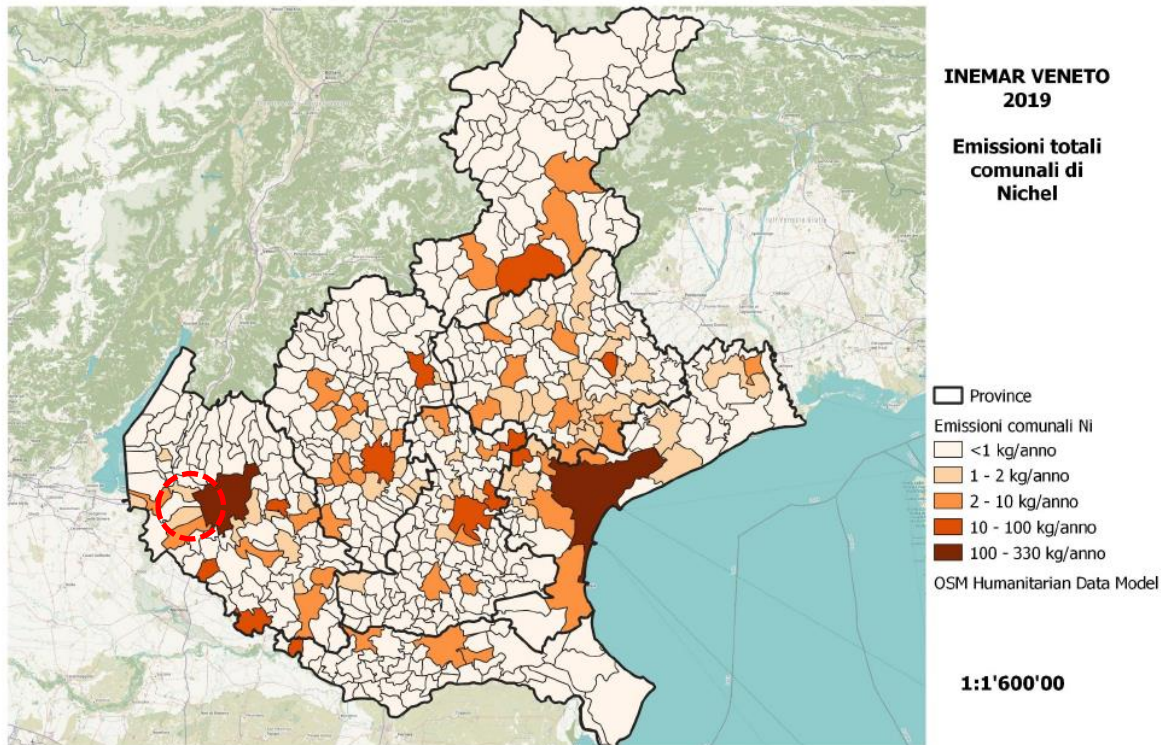 INEMAR VENETO
2019
Emissioni totali
comunali di
Nichel
Province
Emissioni comunali Ni
<1 kg/anno
1 - 2 kg/anno
2 - 10 kg/anno
10 - 100 kg/anno
100 - 330 kg/anno
OSM Humanitarian Data Model
1:1'600'00